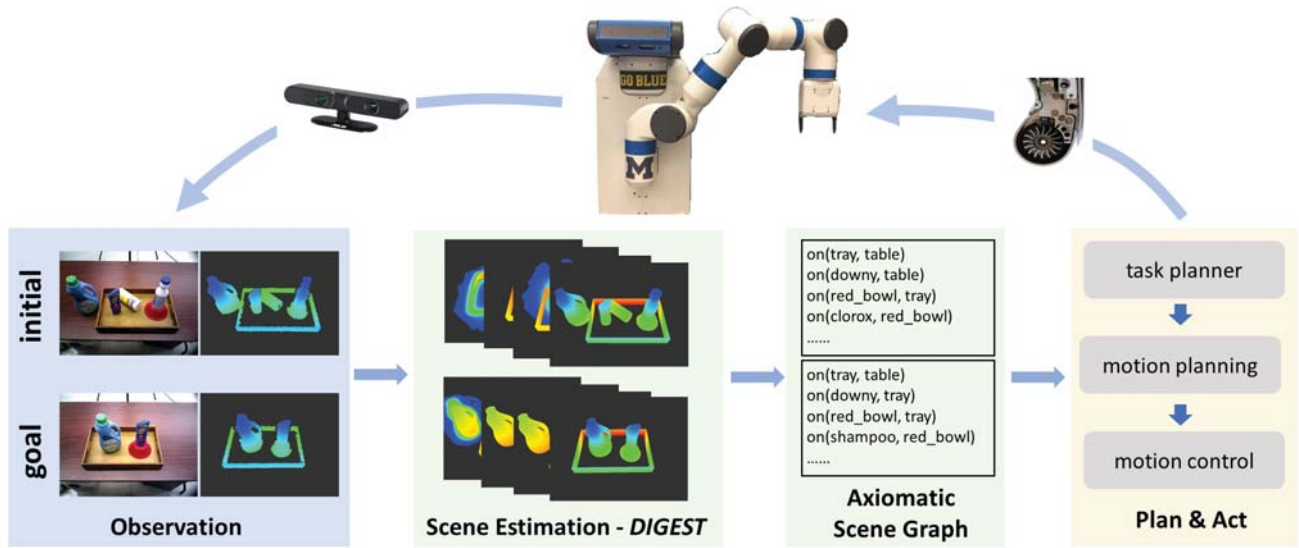 GO BLUE
M
initial
goal
Observation
Scene Estimation - DIGEST
on(tray, table)
on(downy, table)
on(red_bowl, tray)
on(clorox, red_bowl)
......
on(tray, table)
on(downy, tray)
on(red_bowl, tray)
on(shampoo, red_bowl)
......
Axiomatic
Scene Graph
task planner
motion planning
motion control
Plan & Act